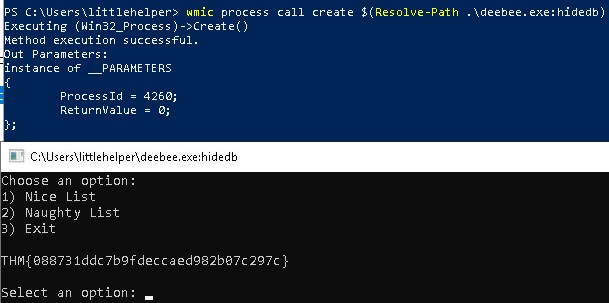 PS C:\Users\littlehelper> wmic process call create $(Resolve-Path .\deebee.exe:hidedb)
Executing (Win32_Process)->Create()
Method execution successful.
Out Parameters:
instance of __PARAMETERS
{
        ProcessId = 4260;
        ReturnValue = 0;
};
C:\Users\littlehelper\deebee.exe:hidedb
Choose an option:
1) Nice List
2) Naughty List
3) Exit
THM{088731ddc7b9fdeccaed982b07c297c}
Select an option: